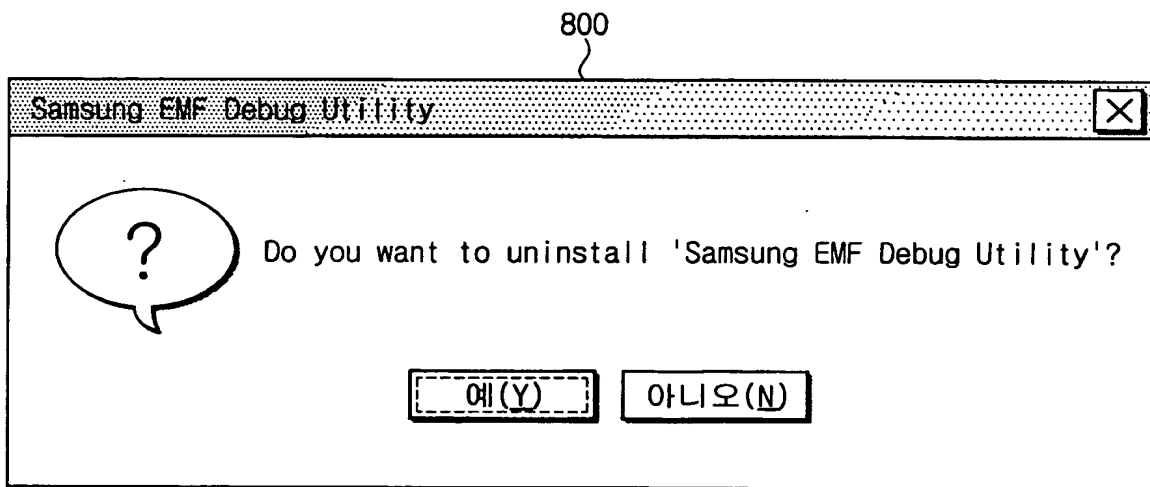 800
Samsung EMF Debug Utility
?
Do you want to uninstall 'Samsung EMF Debug Utility'?
예(Y) 아니오(N)